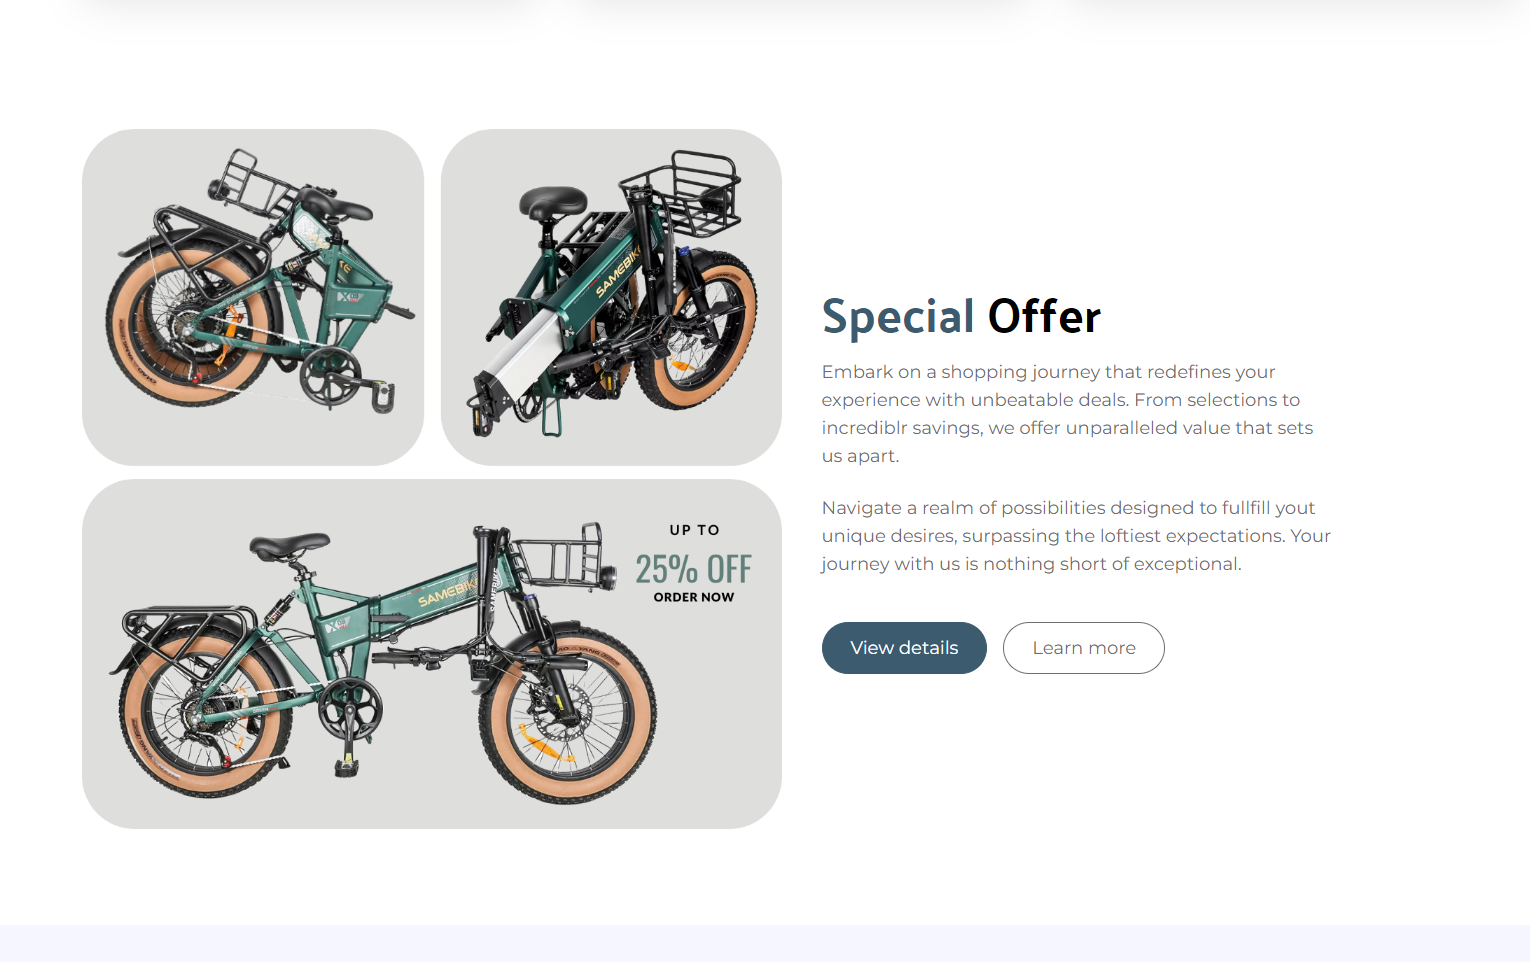 SAMEBIKE
UP TO
25% OFF
ORDER NOW
SAMEBIKE
SAMEBIKE
Special Offer
Embark on a shopping journey that redefines your
experience with unbeatable deals. From selections to
incrediblr savings, we offer unparalleled value that sets
us apart.
Navigate a realm of possibilities designed to fullfill yout
unique desires, surpassing the loftiest expectations. Your
journey with us is nothing short of exceptional.
View details
Learn more